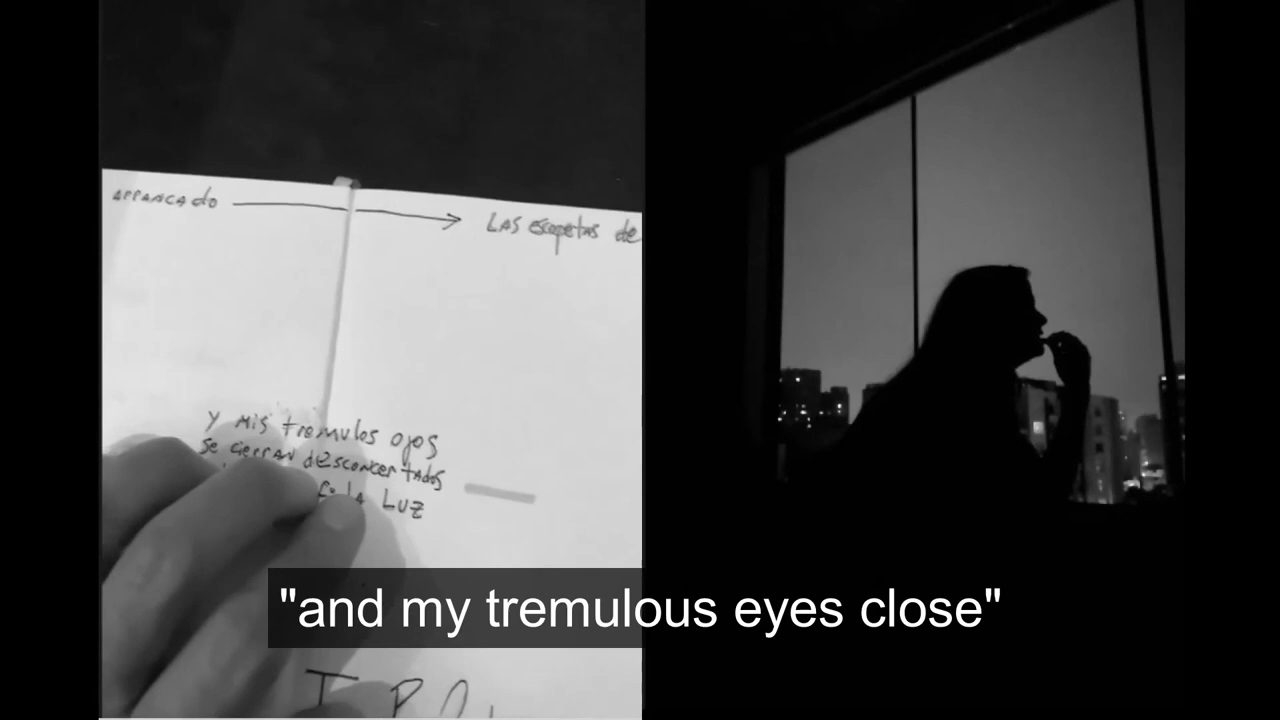 arrancado
Las escopetas de
y mis tremulos ojos
se cierran desconcertados
la Luz
"and my tremulous eyes close"